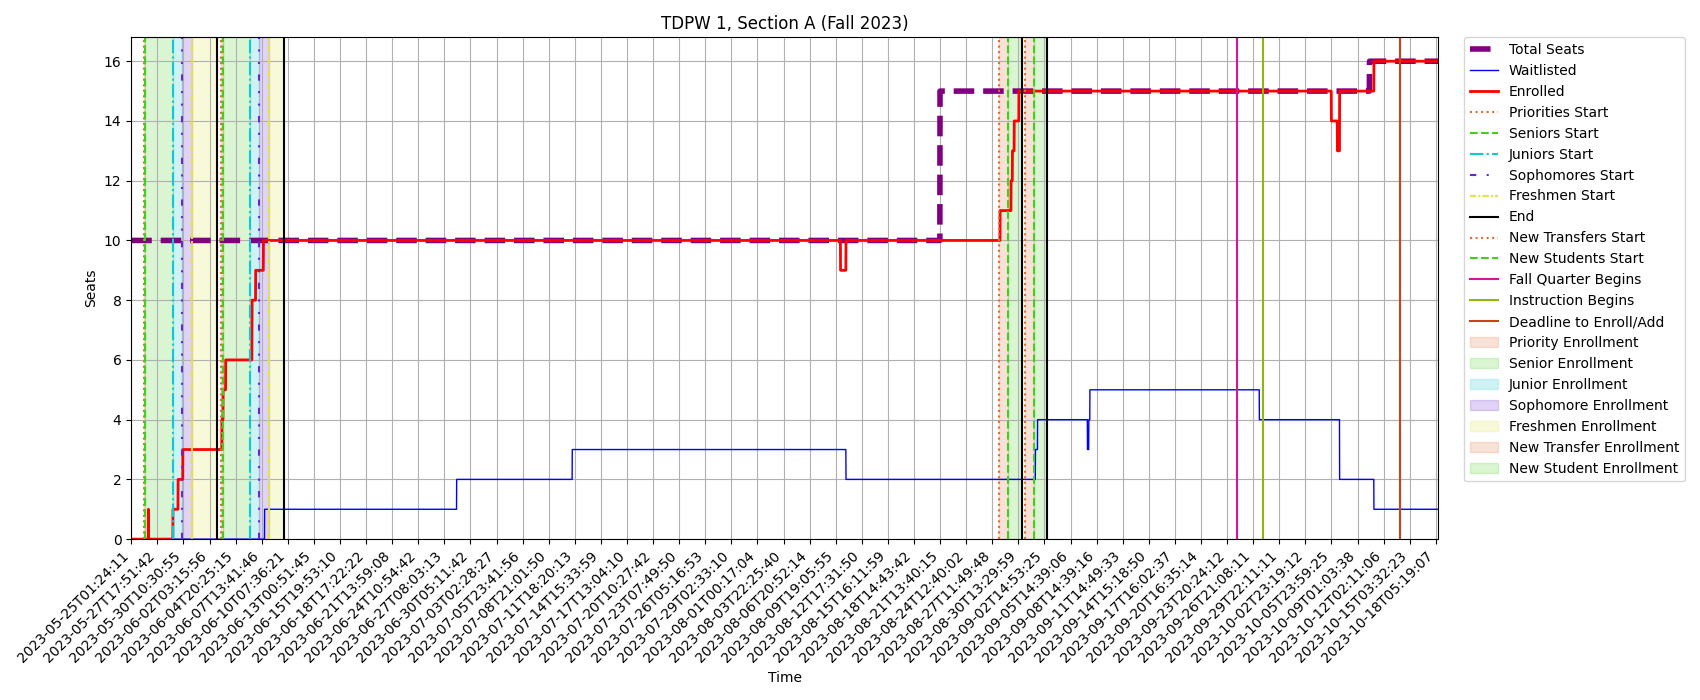 TDPW 1, Section A (Fall 2023)
Seats
16
14
12
10
8
6
4
2
0
2023-05-25T01:24:11
2023-05-27T17:51:42
2023-05-30T10:30:55
2023-06-02T03:15:56
2023-06-04T20:25:15
2023-06-07T13:41:46
2023-06-10T07:36:21
2023-06-13T00:51:45
2023-06-15T19:53:10
2023-06-18T17:22:22
2023-06-21T13:59:08
2023-06-24T10:54:42
2023-06-27T08:03:13
2023-06-30T05:11:42
2023-07-03T02:28:27
2023-07-05T23:41:56
2023-07-08T21:01:50
2023-07-11T18:20:13
2023-07-14T15:33:59
2023-07-17T13:04:10
2023-07-20T10:27:42
2023-07-23T07:49:50
2023-07-26T05:16:53
2023-07-29T02:33:10
2023-08-01T00:17:04
2023-08-03T22:25:40
2023-08-06T20:52:14
2023-08-09T19:05:55
2023-08-12T17:31:50
2023-08-15T16:11:59
2023-08-18T14:43:42
2023-08-21T13:40:15
2023-08-24T12:40:02
2023-08-27T11:49:48
2023-08-30T13:29:59
2023-09-02T14:53:25
2023-09-05T14:39:06
2023-09-08T14:39:16
2023-09-11T14:49:33
2023-09-14T15:18:50
2023-09-17T16:02:37
2023-09-20T16:35:14
2023-09-23T20:24:12
2023-09-26T21:08:11
2023-09-29T22:11:11
2023-10-02T23:19:12
2023-10-05T23:59:25
2023-10-09T01:03:38
2023-10-12T02:11:06
2023-10-15T03:32:23
2023-10-18T05:19:07
Time
Total Seats
Waitlisted
Enrolled
Priorities Start
Seniors Start
Juniors Start
Sophomores Start
Freshmen Start
End
New Transfers Start
New Students Start
Fall Quarter Begins
Instruction Begins
Deadline to Enroll/Add
Priority Enrollment
Senior Enrollment
Junior Enrollment
Sophomore Enrollment
Freshmen Enrollment
New Transfer Enrollment
New Student Enrollment